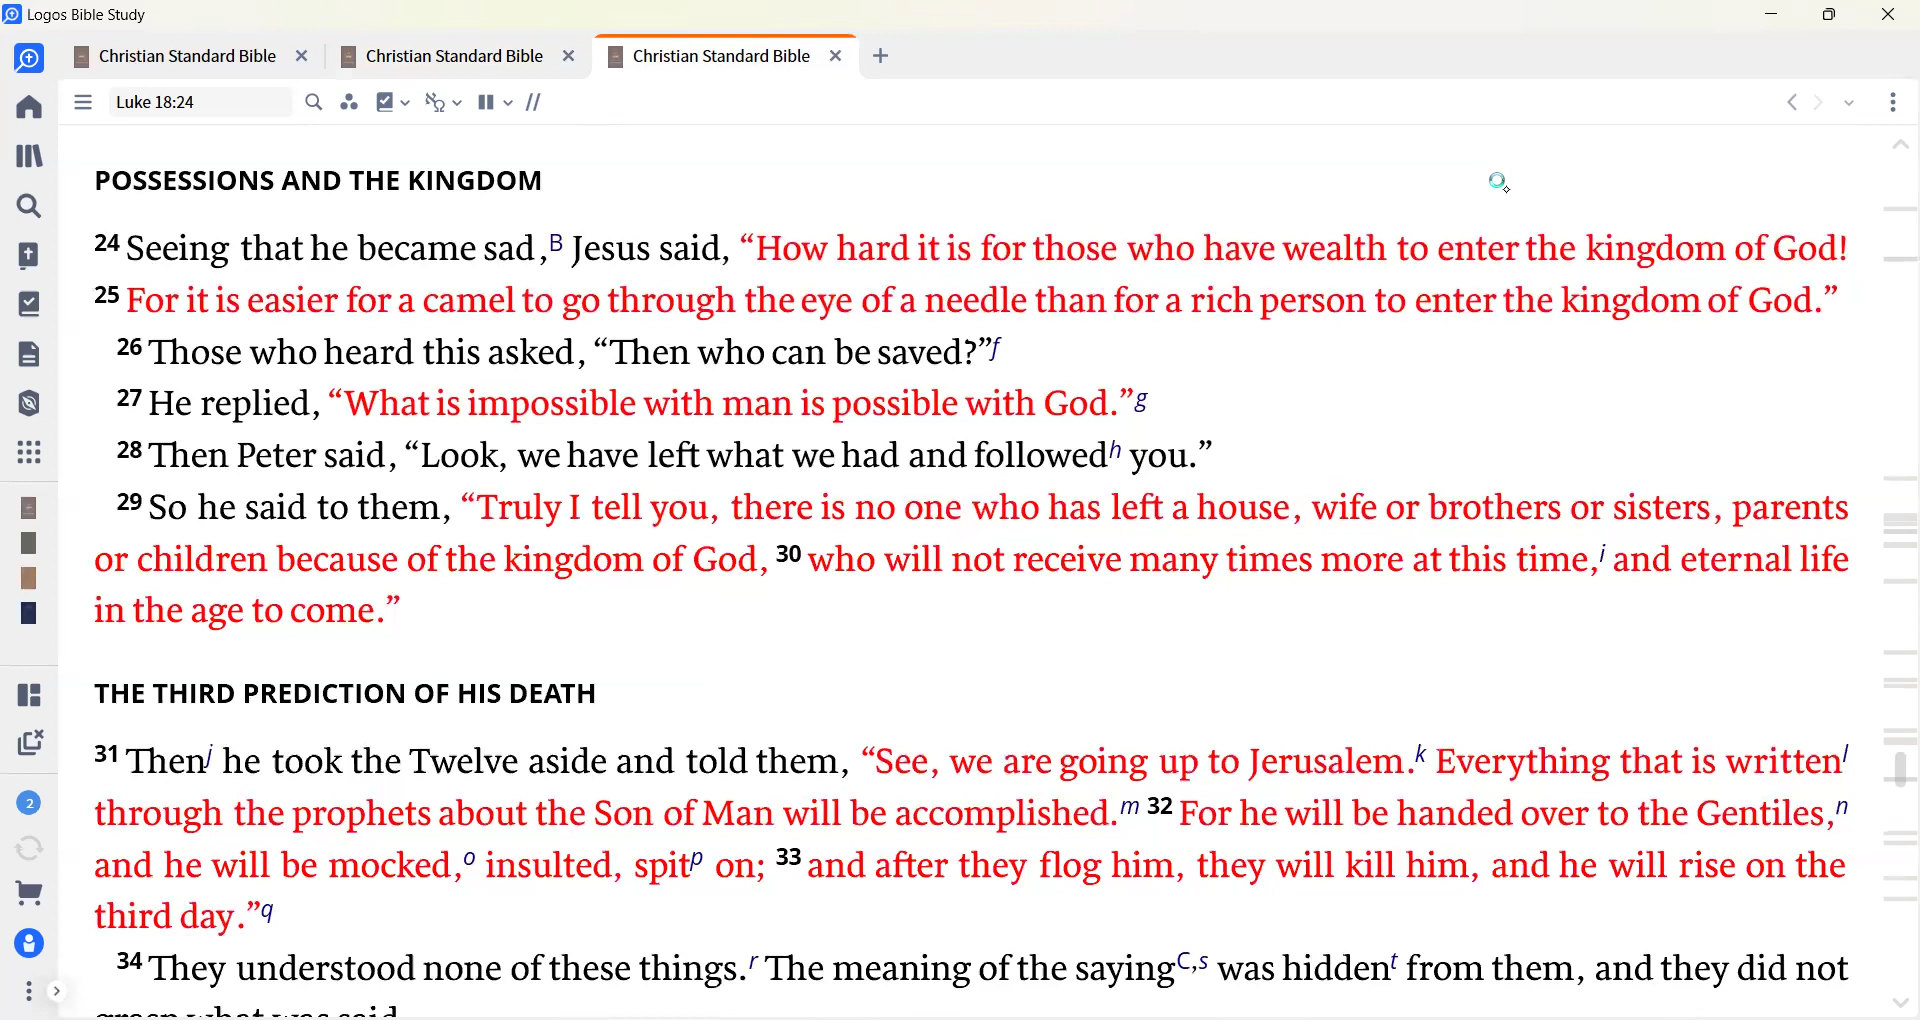 Logos Bible Study
Christian Standard Bible
Christian Standard Bible
Christian Standard Bible
Luke 18:24
POSSESSIONS AND THE KINGDOM
24 Seeing that he became sad,B Jesus said, “How hard it is for those who have wealth to enter the kingdom of God!
25 For it is easier for a camel to go through the eye of a needle than for a rich person to enter the kingdom of God.”
26 Those who heard this asked, “Then who can be saved?”f
27 He replied, “What is impossible with man is possible with God.”g
28 Then Peter said, “Look, we have left what we had and followedh you.”
29 So he said to them, “Truly I tell you, there is no one who has left a house, wife or brothers or sisters, parents
or children because of the kingdom of God, 30 who will not receive many times more at this time,i and eternal life
in the age to come.”
THE THIRD PREDICTION OF HIS DEATH
31 Thenj he took the Twelve aside and told them, “See, we are going up to Jerusalem.k Everything that is writtenl
through the prophets about the Son of Man will be accomplished.m 32 For he will be handed over to the Gentiles,n
and he will be mocked,o insulted, spitp on; 33 and after they flog him, they will kill him, and he will rise on the
third day.”q
34 They understood none of these things.r The meaning of the sayingC,s was hiddent from them, and they did not
grasp what was said.
2